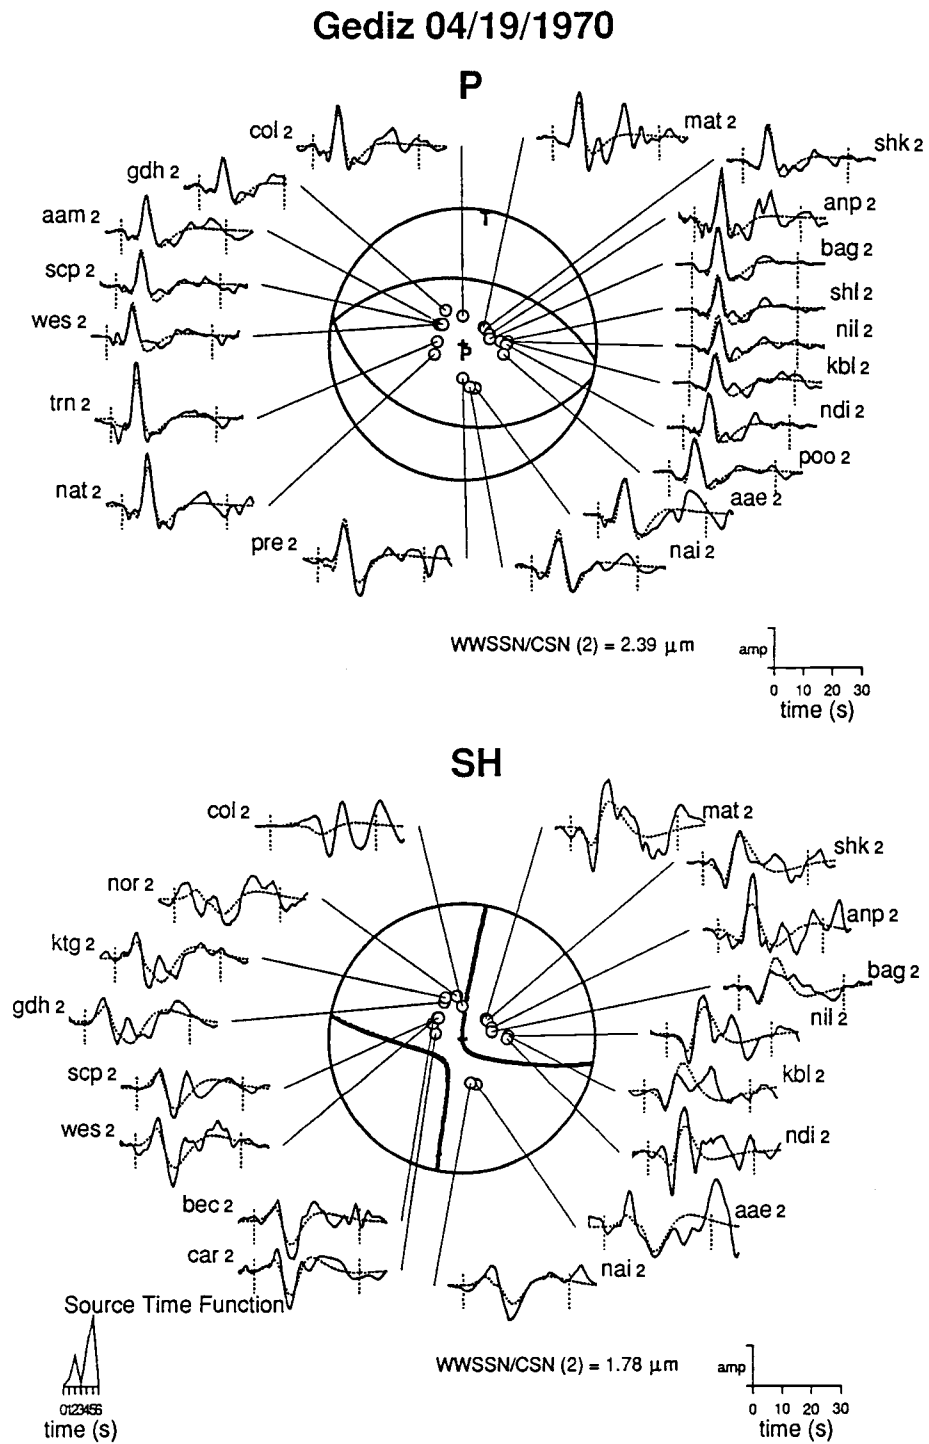 Gediz 04/19/1970
P
col 2
mat 2
shk 2
gdh 2
aam 2
anp 2
bag 2
scp 2
shl 2
wes 2
nil 2
kbl 2
trn 2
ndi 2
poo 2
nat 2
aae 2
pre 2
nai 2
T
P
WWSSN/CSN (2) = 2.39 μm
amp
0 10 20 30
time (s)
SH
col 2
mat 2
shk 2
nor 2
anp 2
ktg 2
bag 2
gdh 2
nil 2
scp 2
kbl 2
wes 2
ndi 2
bec 2
aae 2
car 2
nai 2
Source Time Function
0123456
time (s)
WWSSN/CSN (2) = 1.78 μm
amp
0 10 20 30
time (s)